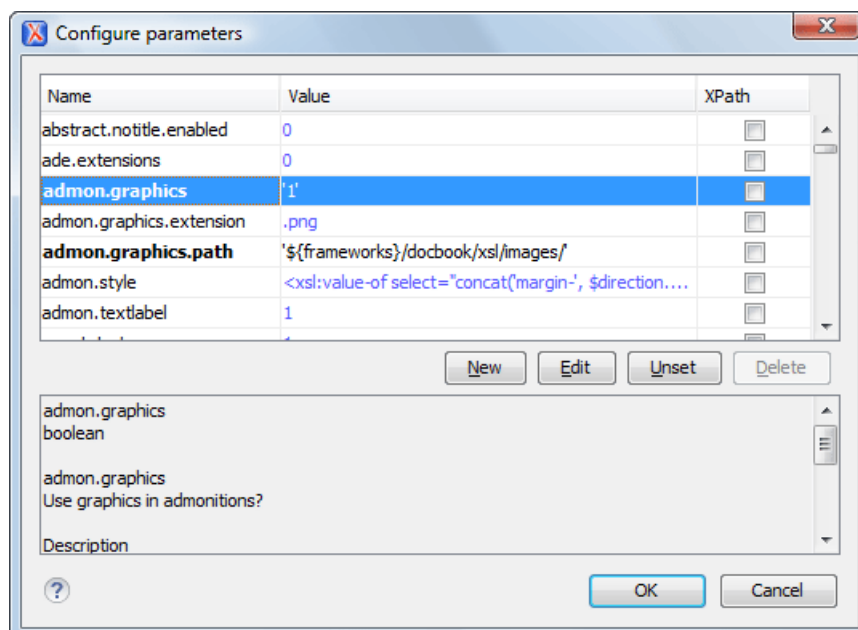 Configure parameters
Name Value XPath
abstract.notitle.enabled 0
ade.extensions 0
admon.graphics '1'
admon.graphics.extension .png
admon.graphics.path '${frameworks}/docbook/xsl/images/'
admon.style <xsl:value-of select="concat('margin-', $direction....
admon.textlabel 1
New Edit Unset Delete
admon.graphics
boolean
admon.graphics
Use graphics in admonitions?
Description
? OK Cancel